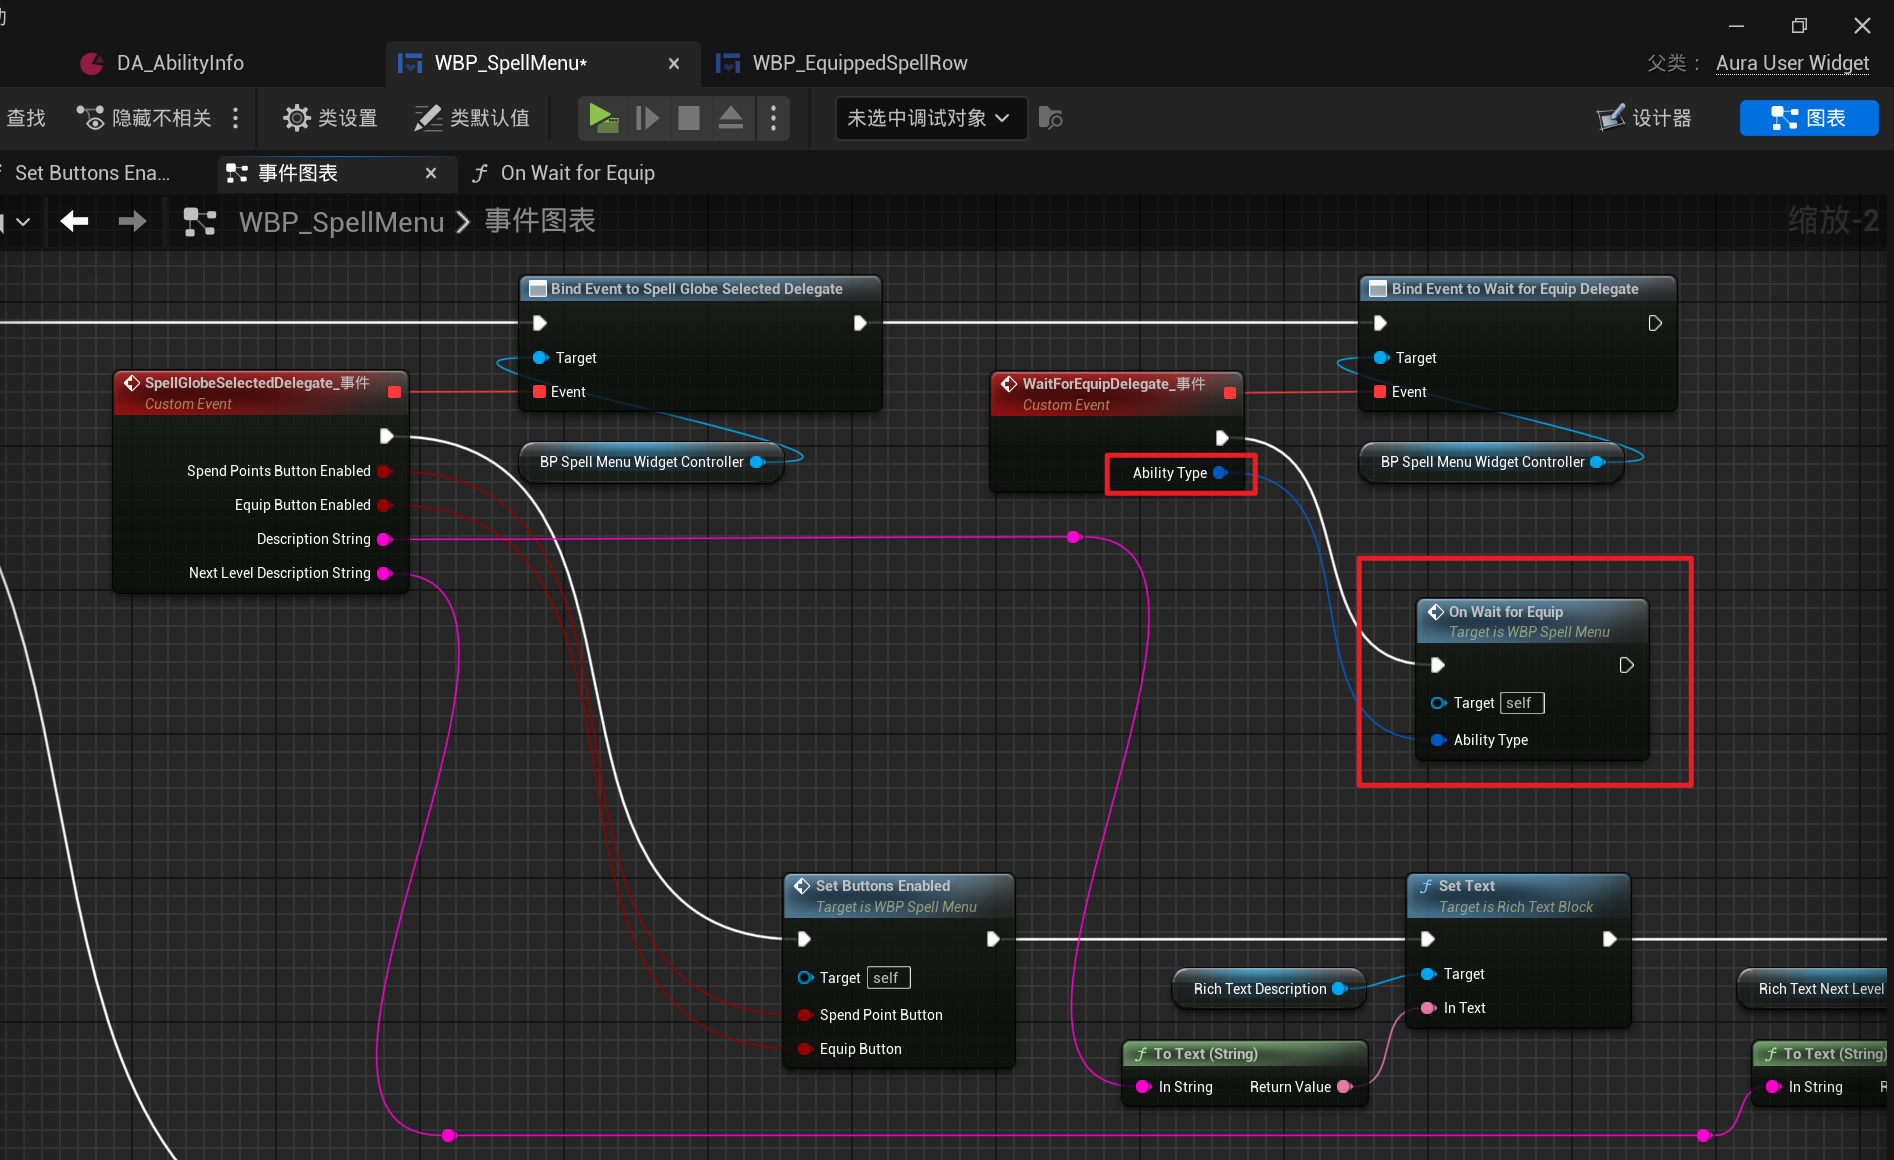 DA_AbilityInfo
WBP_SpellMenu*
WBP_EquippedSpellRow
父类： Aura User Widget
查找
隐藏不相关
类设置
类默认值
未选中调试对象
设计器
图表
Set Buttons Ena...
事件图表
On Wait for Equip
WBP_SpellMenu > 事件图表
缩放-2
Bind Event to Spell Globe Selected Delegate
Target
Event
BP Spell Menu Widget Controller
Bind Event to Wait for Equip Delegate
Target
Event
BP Spell Menu Widget Controller
SpellGlobeSelectedDelegate_事件
Custom Event
Spend Points Button Enabled
Equip Button Enabled
Description String
Next Level Description String
WaitForEquipDelegate_事件
Custom Event
Ability Type
On Wait for Equip
Target is WBP Spell Menu
Target self
Ability Type
Set Buttons Enabled
Target is WBP Spell Menu
Target self
Spend Point Button
Equip Button
Set Text
Target is Rich Text Block
Target
In Text
Rich Text Description
To Text (String)
In String Return Value
Rich Text Next Level
To Text (String)
In String